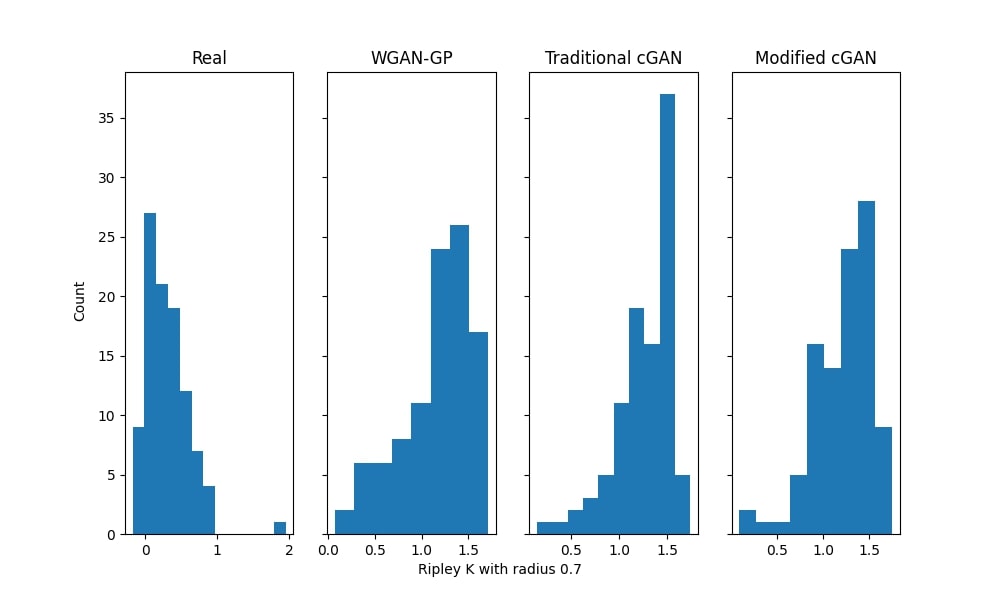 Real WGAN-GP Traditional cGAN Modified cGAN
35
30
25
20
15
10
5
0
Count
0 1 2 0.0 0.5 1.0 1.5 0.5 1.0 1.5 0.5 1.0 1.5
Ripley K with radius 0.7